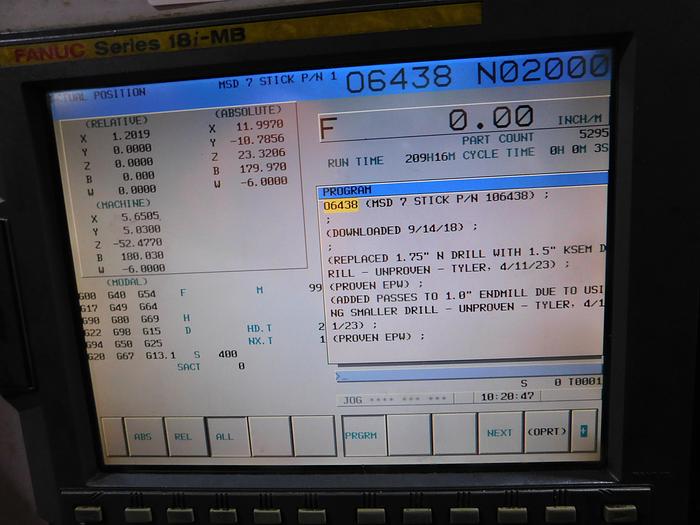 FANUC Series 18i-MB
ACTUAL POSITION MSD 7 STICK P/N 1 O6438 N02000
(RELATIVE)
X 1.2019
Y 0.0000
Z 0.0000
B 0.000
W 0.0000
(ABSOLUTE)
X 11.9970
Y -10.7856
Z 23.3206
B 179.970
W -6.0000
(MACHINE)
X 5.6505
Y 5.0300
Z -52.4770
B 180.030
W -6.0000
(MODAL)
G00 G40 G54 F M 99
G17 G49 G64
G90 G80 G69 H
G22 G98 G15 D HD.T 2
G94 G50 G25 NX.T 1
G20 G67 G13.1 S 400
SACT 0
F 0.00 INCH/M
PART COUNT 5295
RUN TIME 209H16M CYCLE TIME 0H 0M 3S
PROGRAM
O6438 (MSD 7 STICK P/N 106438) ;
;
(DOWNLOADED 9/14/18) ;
;
(REPLACED 1.75" N DRILL WITH 1.5" KSEM D
RILL - UNPROVEN - TYLER, 4/11/23) ;
(PROVEN EPW) ;
(ADDED PASSES TO 1.0" ENDMILL DUE TO USI
NG SMALLER DRILL - UNPROVEN - TYLER, 4/1
1/23) ;
(PROVEN EPW) ;
>_
S 0 T0001
JOG **** *** *** 10:20:47
ABS REL ALL PRGRM NEXT (OPRT) +